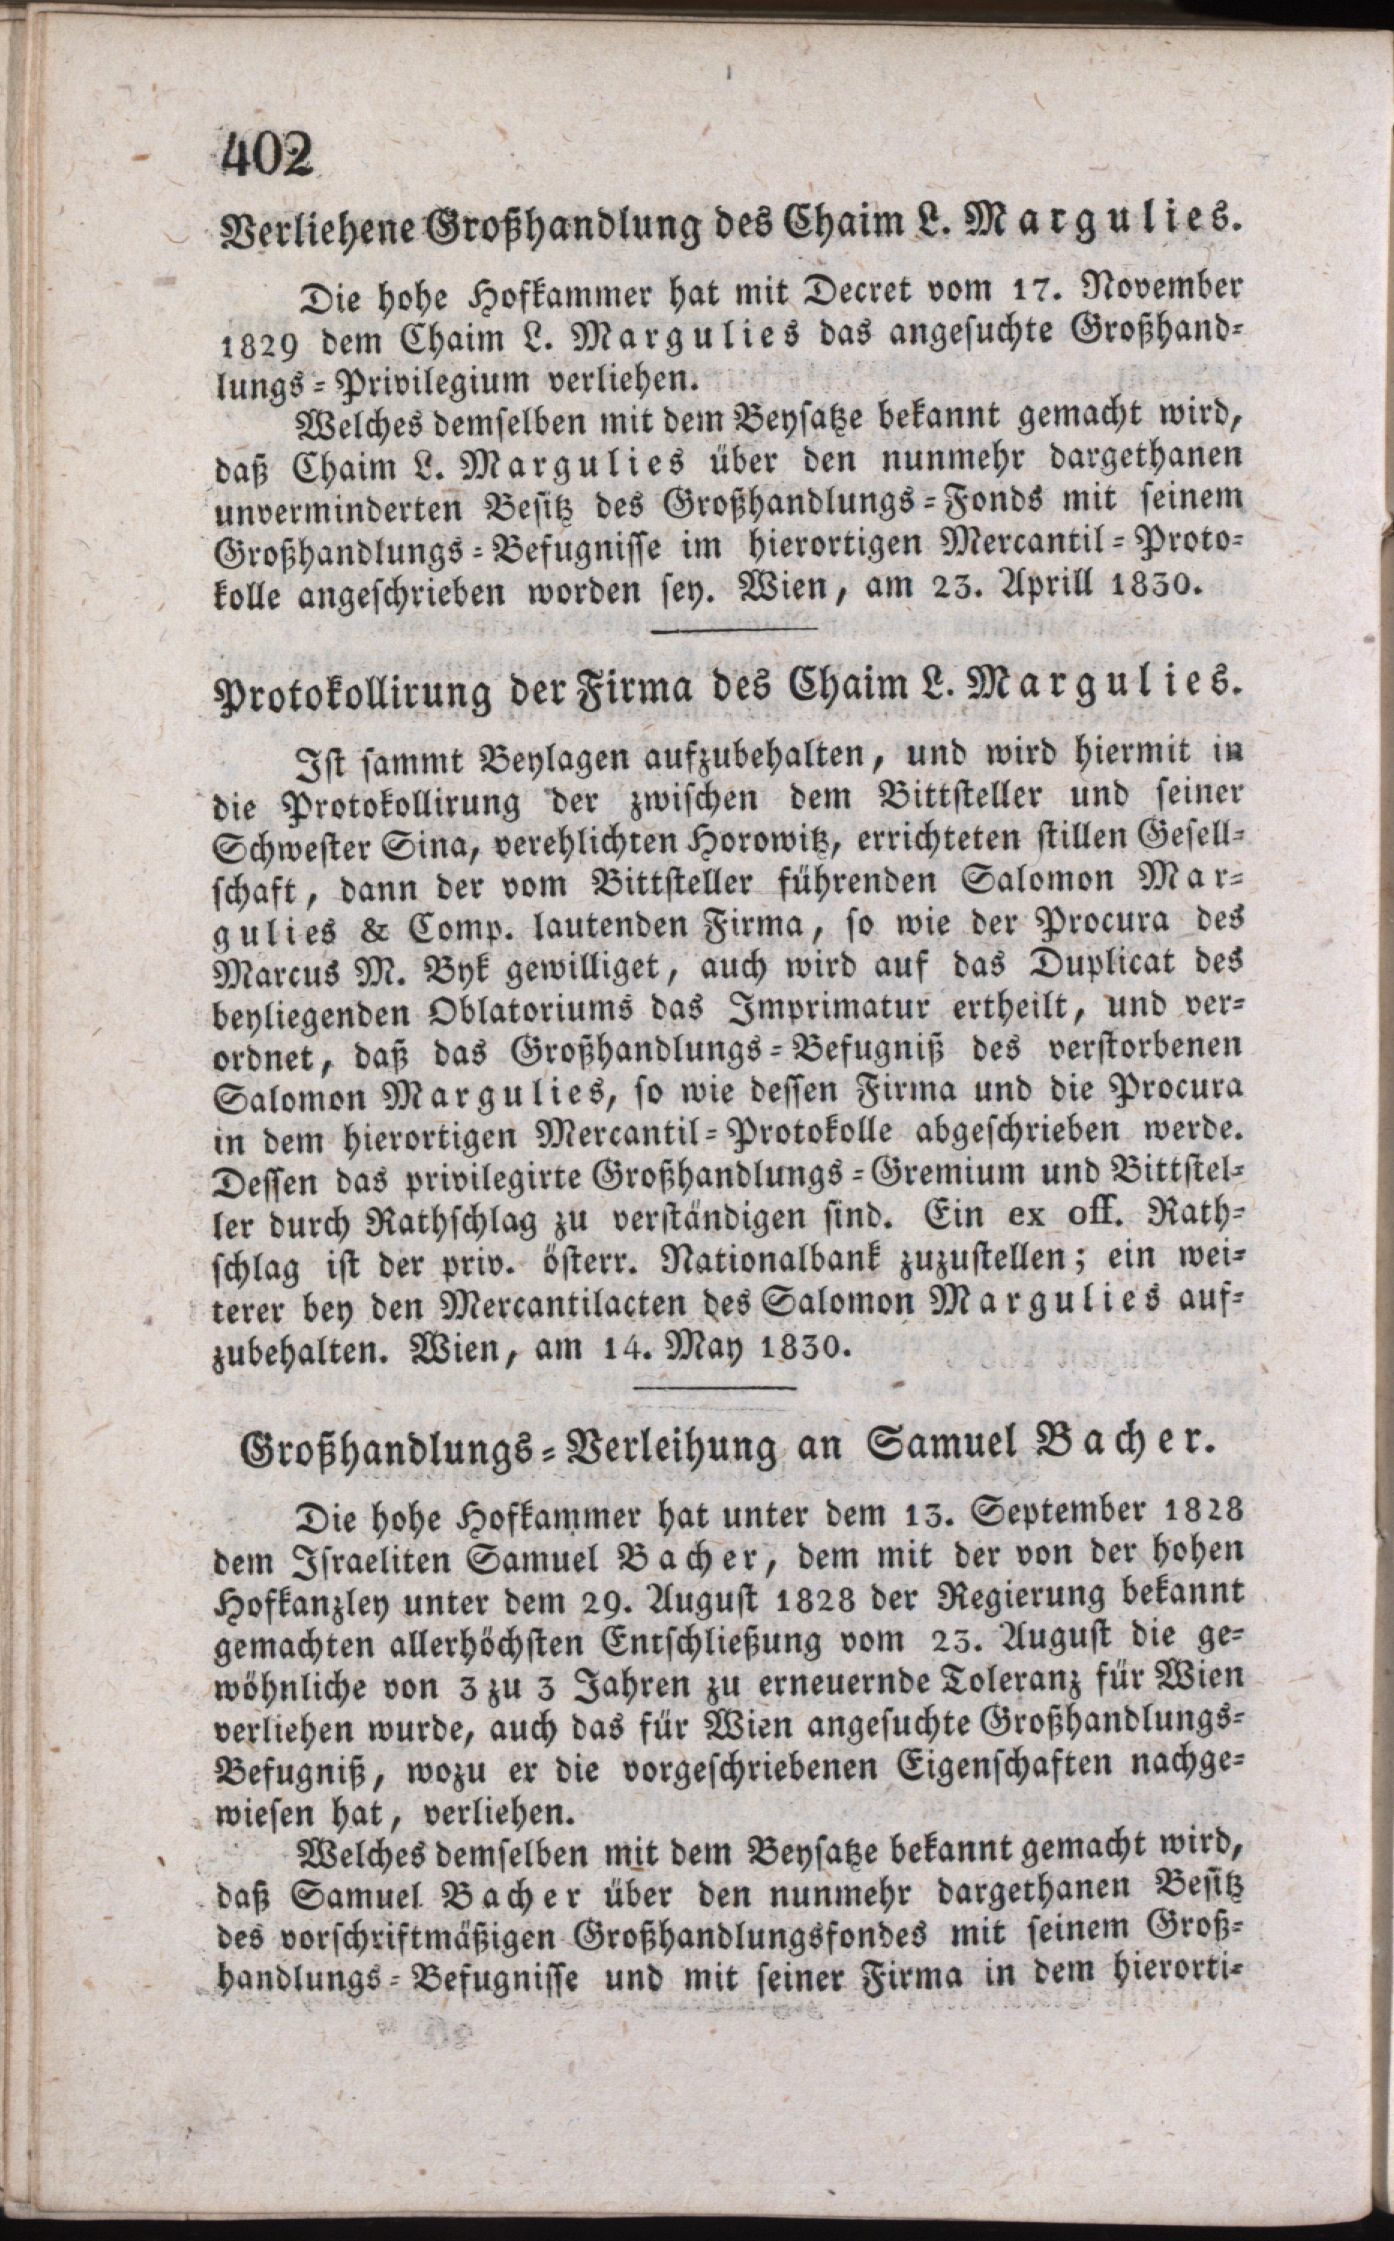 402
Verliehene Großhandlung des Chaim L. Margulies.
Die hohe Hofkammer hat mit Decret vom 17. November
1829 dem Chaim L. Margulies das angesuchte Großhand-
lungs-Privilegium verliehen.
Welches demselben mit dem Beysatze bekannt gemacht wird,
daß Chaim L. Margulies über den nunmehr dargethanen
unverminderten Besitz des Großhandlungs-Fonds mit seinem
Großhandlungs-Befugnisse im hierortigen Mercantil-Proto-
kolle angeschrieben worden sey. Wien, am 23. Aprill 1830.
Protokollirung der Firma des Chaim L. Margulies.
Ist sammt Beylagen aufzubehalten, und wird hiermit in
die Protokollirung der zwischen dem Bittsteller und seiner
Schwester Sina, verehlichten Horowitz, errichteten stillen Gesell-
schaft, dann der vom Bittsteller führenden Salomon Mar-
gulies & Comp. lautenden Firma, so wie der Procura des
Marcus M. Byk gewilliget, auch wird auf das Duplicat des
beyliegenden Oblatoriums das Imprimatur ertheilt, und ver-
ordnet, daß das Großhandlungs-Befugniß des verstorbenen
Salomon Margulies, so wie dessen Firma und die Procura
in dem hierortigen Mercantil-Protokolle abgeschrieben werde.
Dessen das privilegirte Großhandlungs-Gremium und Bittstel-
ler durch Rathschlag zu verständigen sind. Ein ex off. Rath-
schlag ist der priv. österr. Nationalbank zuzustellen; ein wei-
terer bey den Mercantilacten des Salomon Margulies auf-
zubehalten. Wien, am 14. May 1830.
Großhandlungs-Verleihung an Samuel Bacher.
Die hohe Hofkammer hat unter dem 13. September 1828
dem Israeliten Samuel Bacher, dem mit der von der hohen
Hofkanzley unter dem 29. August 1828 der Regierung bekannt
gemachten allerhöchsten Entschließung vom 23. August die ge-
wöhnliche von 3 zu 3 Jahren zu erneuernde Toleranz für Wien
verliehen wurde, auch das für Wien angesuchte Großhandlungs-
Befugniß, wozu er die vorgeschriebenen Eigenschaften nachge-
wiesen hat, verliehen.
Welches demselben mit dem Beysatze bekannt gemacht wird,
daß Samuel Bacher über den nunmehr dargethanen Besitz
des vorschriftmäßigen Großhandlungsfondes mit seinem Groß-
handlungs-Befugnisse und mit seiner Firma in dem hierorti-